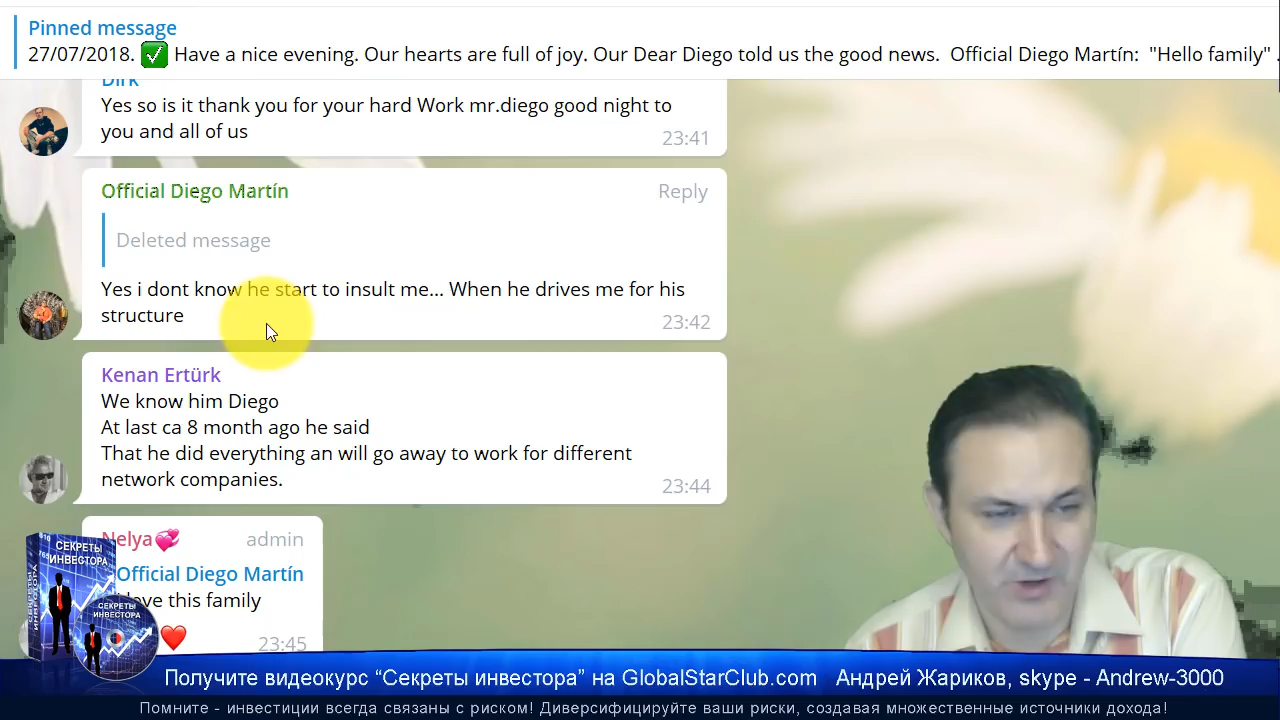 Pinned message
27/07/2018. ✅ Have a nice evening. Our hearts are full of joy. Our Dear Diego told us the good news. Official Diego Martín: "Hello family" .
Dirk
Yes so is it thank you for your hard Work mr.diego good night to
you and all of us
23:41
Official Diego Martín
Reply
Deleted message
Yes i dont know he start to insult me... When he drives me for his
structure
23:42
Kenan Ertürk
We know him Diego
At last ca 8 month ago he said
That he did everything an will go away to work for different
network companies.
23:44
Nelya💞
admin
Official Diego Martín
this family
❤️
23:45
СЕКРЕТЫ
ИНВЕСТОРА
СЕКРЕТЫ
ИНВЕСТОРА
Получите видеокурс “Секреты инвестора” на GlobalStarClub.com Андрей Жариков, skype - Andrew-3000
Помните - инвестиции всегда связаны с риском! Диверсифицируйте ваши риски, создавая множественные источники дохода!